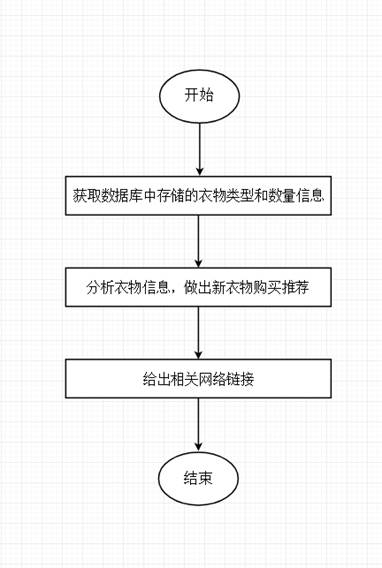 开始
获取数据库中存储的衣物类型和数量信息
分析衣物信息，做出新衣物购买推荐
给出相关网络链接
结束